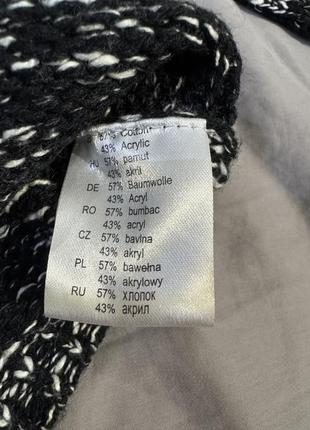 57% Cotton
43% Acrylic
HU 57% pamut
43% akril
DE 57% Baumwolle
43% Acryl
RO 57% bumbac
43% acryl
CZ 57% bavlna
43% akryl
PL 57% bawełna
43% akrylowy
RU 57% хлопок
43% акрил